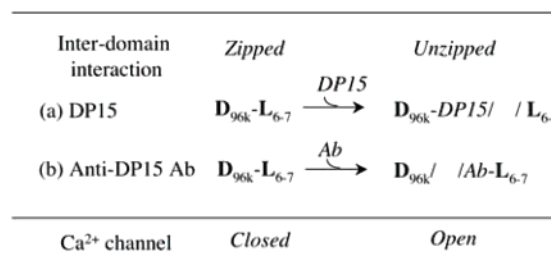 Inter-domain interaction Zipped Unzipped
(a) DP15 D96k-L6-7 DP15 D96k-DP15/ / L6-
(b) Anti-DP15 Ab D96k-L6-7 Ab D96k/ /Ab-L6-7
Ca2+ channel Closed Open